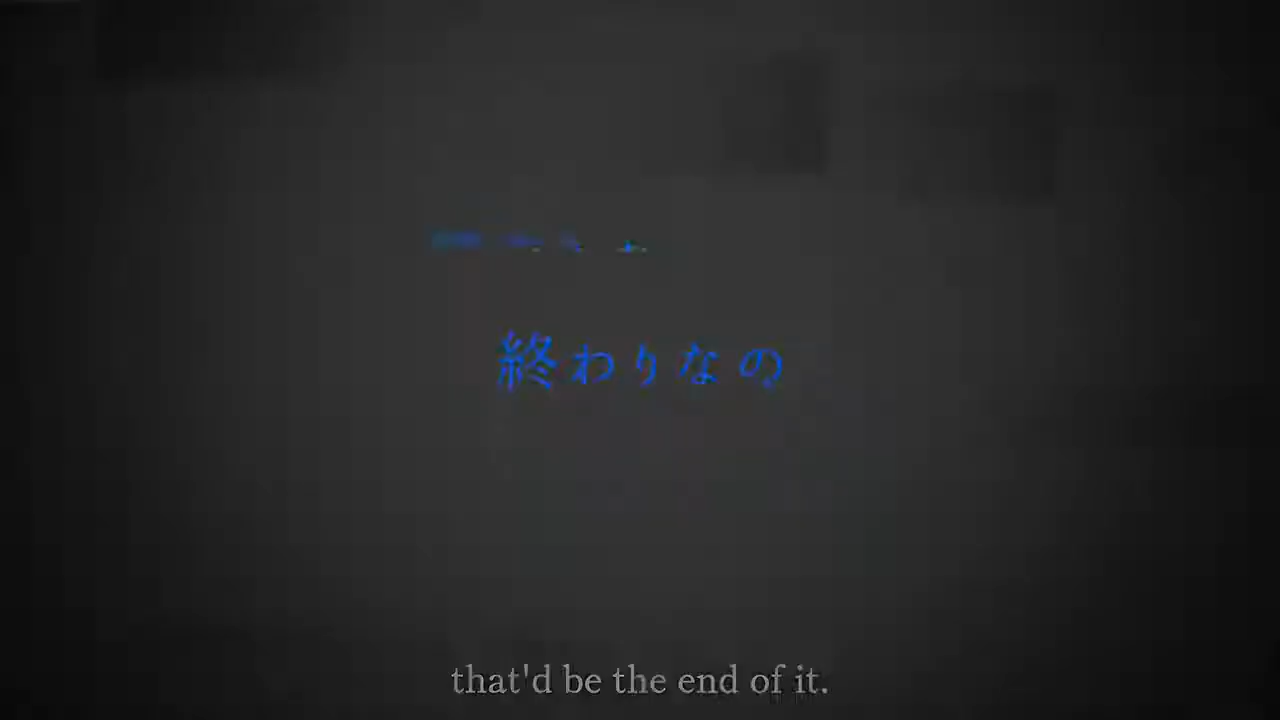 終わりなの
that'd be the end of it.